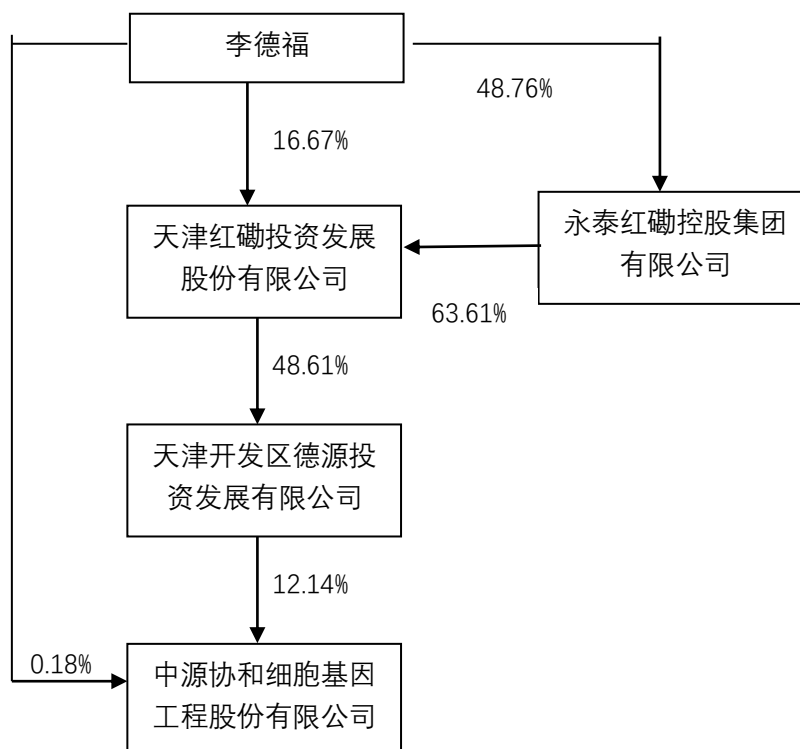 李德福
48.76%
16.67%
永泰红磡控股集团
有限公司
天津红磡投资发展
股份有限公司
63.61%
48.61%
天津开发区德源投
资发展有限公司
12.14%
0.18%
中源协和细胞基因
工程股份有限公司